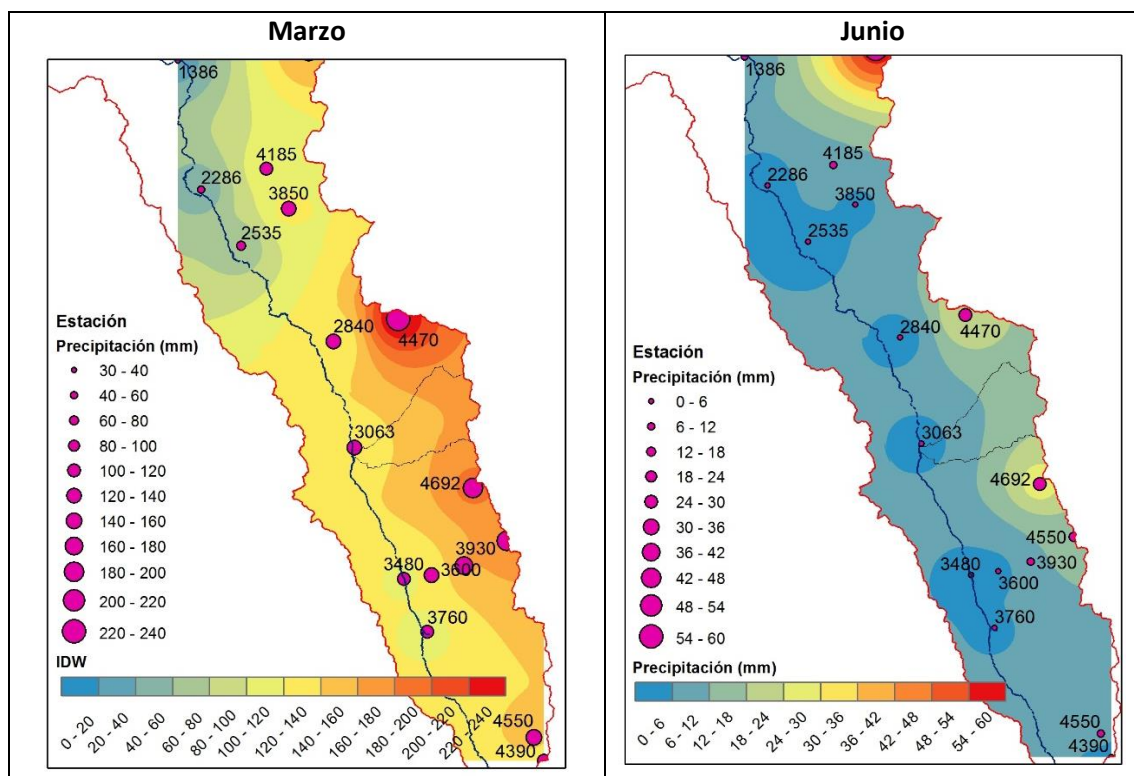 Marzo
1386
4185
2286
3850
2535
2840
4470
3063
4692
3930
3480
3600
3760
4550
4390
Estación
Precipitación (mm)
30 - 40
40 - 60
60 - 80
80 - 100
100 - 120
120 - 140
140 - 160
160 - 180
180 - 200
200 - 220
220 - 240
IDW
0 - 20
20 - 40
40 - 60
60 - 80
80 - 100
100 - 120
120 - 140
140 - 160
160 - 180
180 - 200
200 - 220
220 - 240
Junio
1386
4185
2286
3850
2535
2840
4470
3063
4692
4550
3930
3480
3600
3760
4550
4390
Estación
Precipitación (mm)
0 - 6
6 - 12
12 - 18
18 - 24
24 - 30
30 - 36
36 - 42
42 - 48
48 - 54
54 - 60
Precipitación (mm)
0 - 6
6 - 12
12 - 18
18 - 24
24 - 30
30 - 36
36 - 42
42 - 48
48 - 54
54 - 60